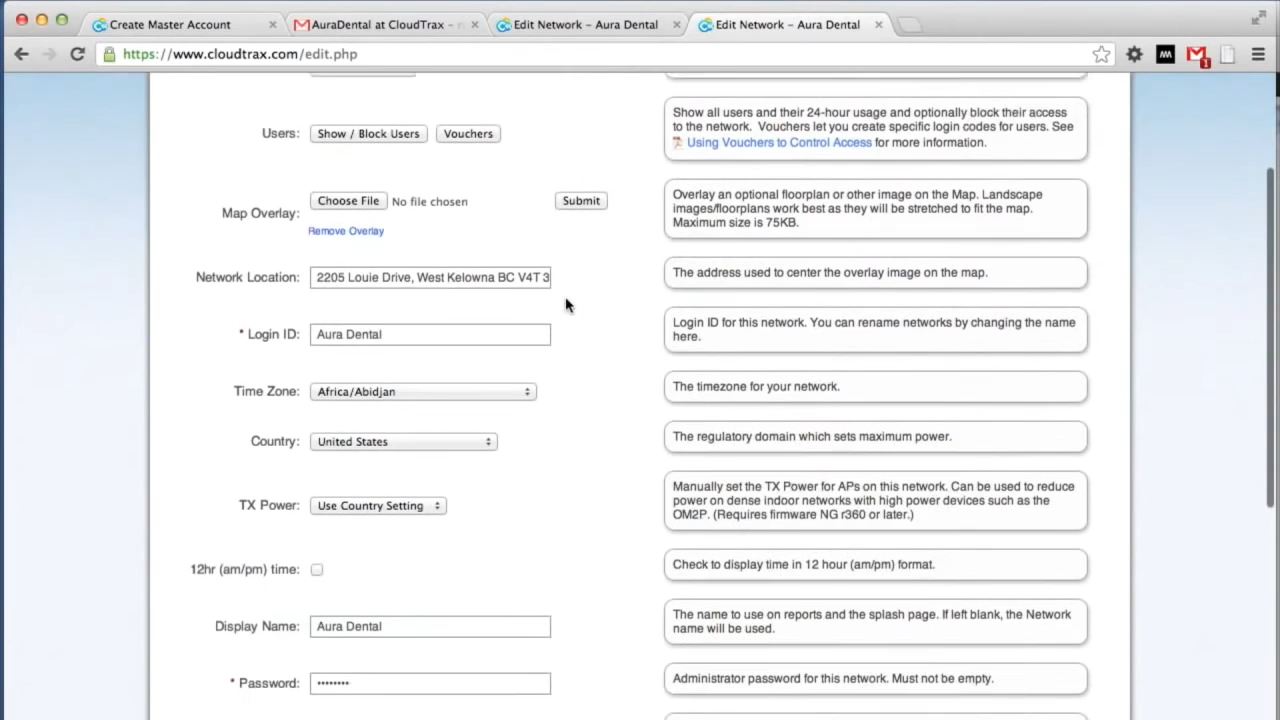 Create Master Account
AuraDental at CloudTrax -
Edit Network – Aura Dental
Edit Network – Aura Dental
https://www.cloudtrax.com/edit.php
1
Users:
Show / Block Users
Vouchers
Show all users and their 24-hour usage and optionally block their access
to the network. Vouchers let you create specific login codes for users. See
Using Vouchers to Control Access for more information.
Map Overlay:
Choose File No file chosen
Submit
Remove Overlay
Overlay an optional floorplan or other image on the Map. Landscape
images/floorplans work best as they will be stretched to fit the map.
Maximum size is 75KB.
Network Location:
2205 Louie Drive, West Kelowna BC V4T 3
The address used to center the overlay image on the map.
* Login ID:
Aura Dental
Login ID for this network. You can rename networks by changing the name
here.
Time Zone:
Africa/Abidjan
The timezone for your network.
Country:
United States
The regulatory domain which sets maximum power.
TX Power:
Use Country Setting
Manually set the TX Power for APs on this network. Can be used to reduce
power on dense indoor networks with high power devices such as the
OM2P. (Requires firmware NG r360 or later.)
12hr (am/pm) time:
Check to display time in 12 hour (am/pm) format.
Display Name:
Aura Dental
The name to use on reports and the splash page. If left blank, the Network
name will be used.
* Password:
••••••••
Administrator password for this network. Must not be empty.